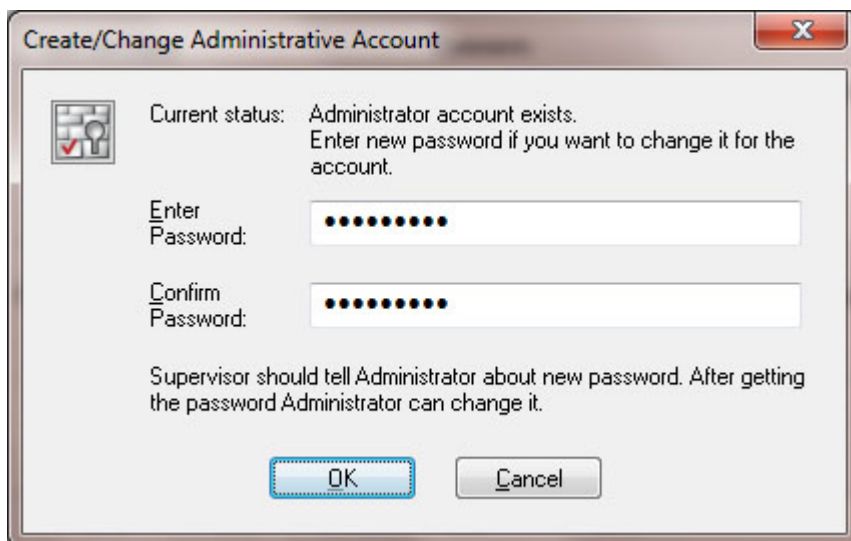 Create/Change Administrative Account
Current status: Administrator account exists.
Enter new password if you want to change it for the
account.
Enter
Password:
Confirm
Password:
Supervisor should tell Administrator about new password. After getting
the password Administrator can change it.
OK Cancel